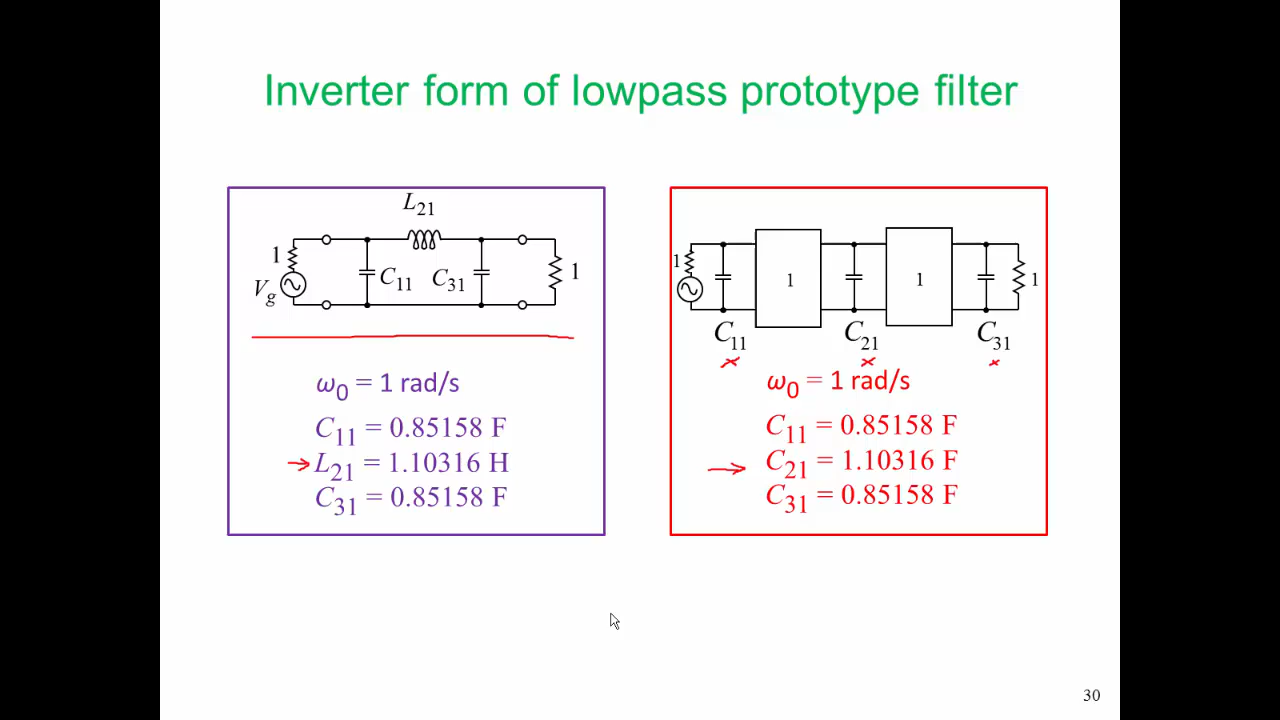 Inverter form of lowpass prototype filter
L21
1
Vg
C11
C31
1
ω0 = 1 rad/s
C11 = 0.85158 F
L21 = 1.10316 H
C31 = 0.85158 F
1
1
1
1
C11
C21
C31
ω0 = 1 rad/s
C11 = 0.85158 F
C21 = 1.10316 F
C31 = 0.85158 F
30